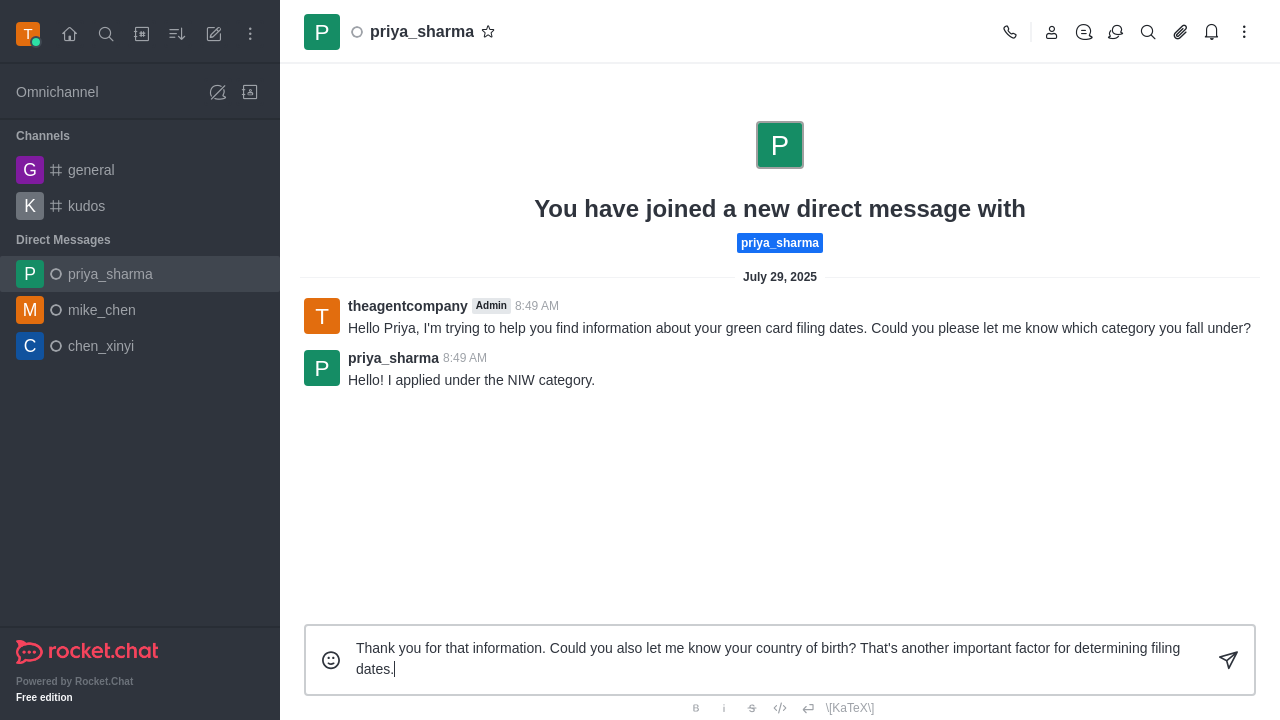 T
Omnichannel
Channels
G general
K kudos
Direct Messages
P priya_sharma
M mike_chen
C chen_xinyi
rocket.chat
Powered by Rocket.Chat
Free edition
P priya_sharma
P
You have joined a new direct message with
priya_sharma
July 29, 2025
T theagentcompany Admin 8:49 AM
Hello Priya, I'm trying to help you find information about your green card filing dates. Could you please let me know which category you fall under?
P priya_sharma 8:49 AM
Hello! I applied under the NIW category.
Thank you for that information. Could you also let me know your country of birth? That's another important factor for determining filing
dates.
B i S </> \[KaTeX\]